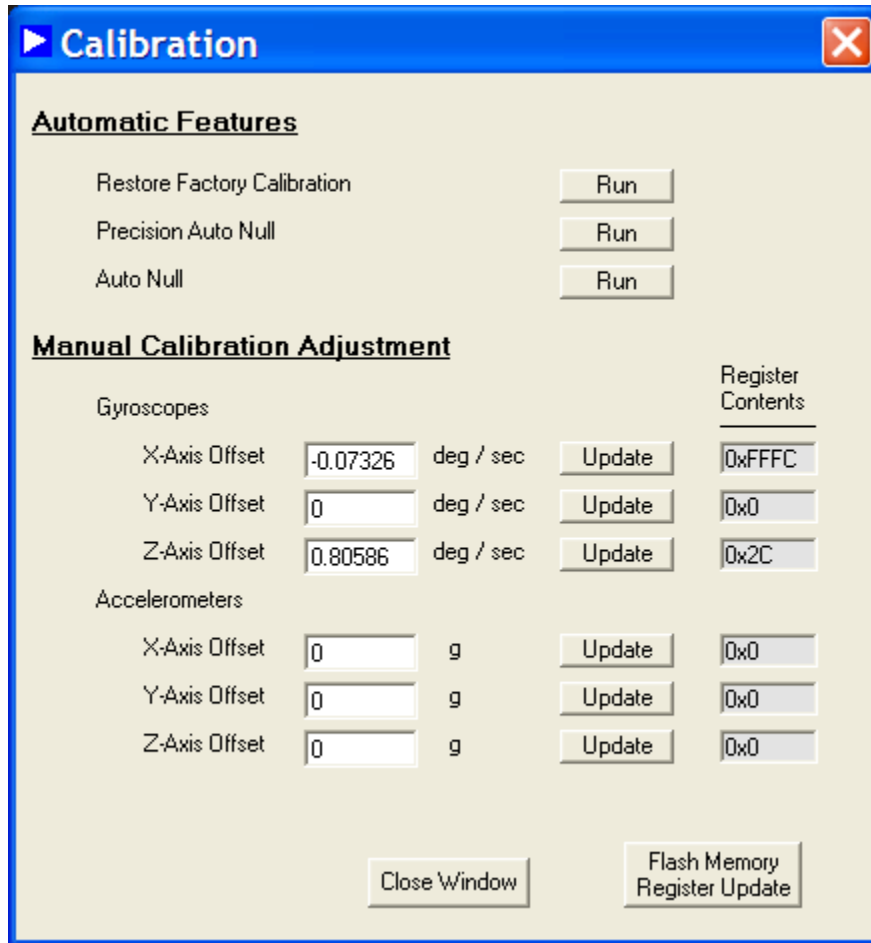 Calibration
Automatic Features
Restore Factory Calibration Run
Precision Auto Null Run
Auto Null Run
Manual Calibration Adjustment
Register
Contents
Gyroscopes
X-Axis Offset -0.07326 deg / sec Update 0xFFFC
Y-Axis Offset 0 deg / sec Update 0x0
Z-Axis Offset 0.80586 deg / sec Update 0x2C
Accelerometers
X-Axis Offset 0 g Update 0x0
Y-Axis Offset 0 g Update 0x0
Z-Axis Offset 0 g Update 0x0
Close Window
Flash Memory
Register Update